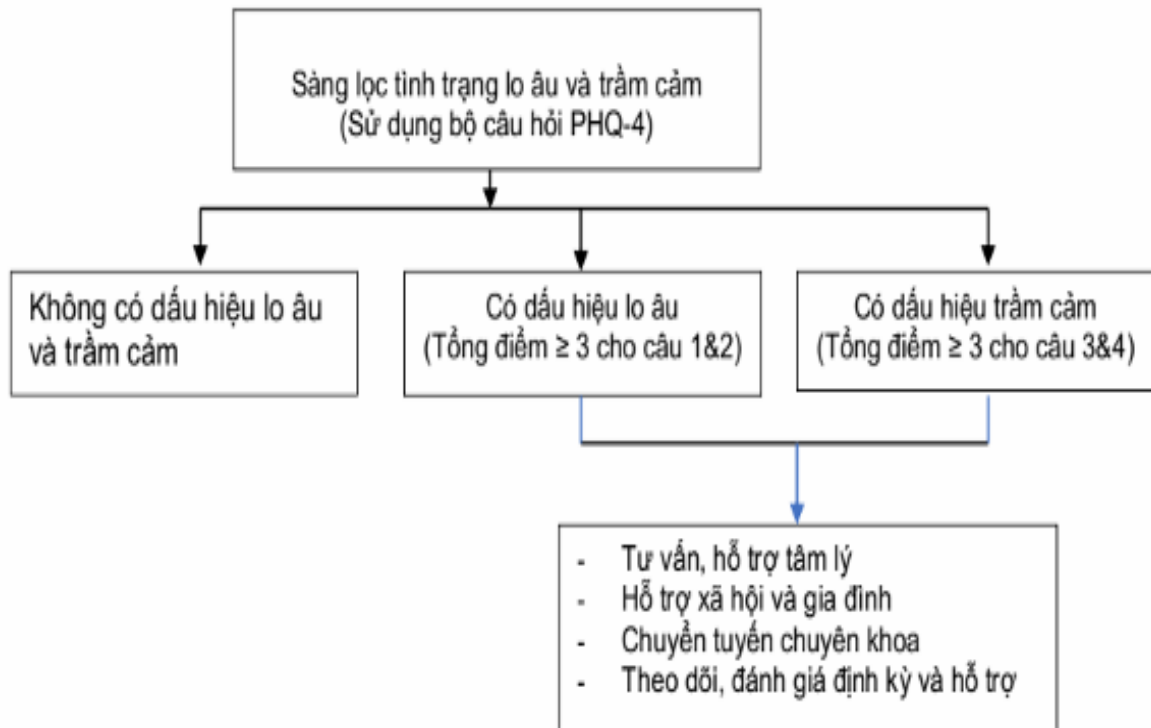 Sàng lọc tình trạng lo âu và trầm cảm
(Sử dụng bộ câu hỏi PHQ-4)
Không có dấu hiệu lo âu
và trầm cảm
Có dấu hiệu lo âu
(Tổng điểm ≥ 3 cho câu 1&2)
Có dấu hiệu trầm cảm
(Tổng điểm ≥ 3 cho câu 3&4)
- Tư vấn, hỗ trợ tâm lý
- Hỗ trợ xã hội và gia đình
- Chuyển tuyến chuyên khoa
- Theo dõi, đánh giá định kỳ và hỗ trợ